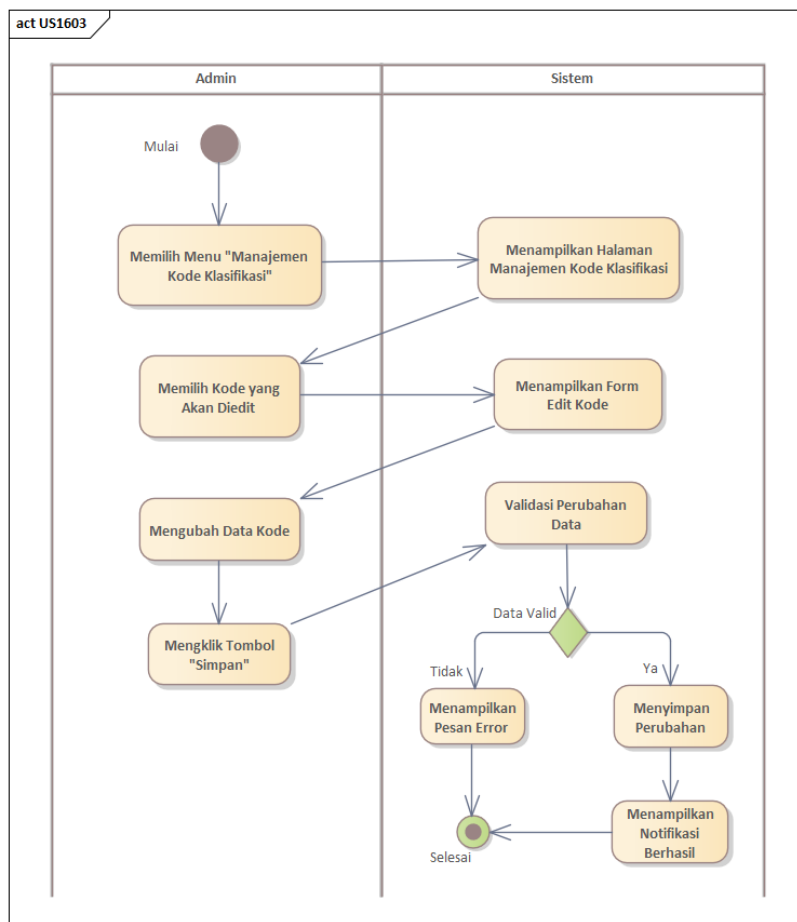 act US1603
Admin
Sistem
Mulai
Memilih Menu "Manajemen
Kode Klasifikasi"
Menampilkan Halaman
Manajemen Kode Klasifikasi
Memilih Kode yang
Akan Diedit
Menampilkan Form
Edit Kode
Mengubah Data Kode
Validasi Perubahan
Data
Mengklik Tombol
"Simpan"
Data Valid
Tidak
Ya
Menampilkan
Pesan Error
Menyimpan
Perubahan
Menampilkan
Notifikasi
Berhasil
Selesai